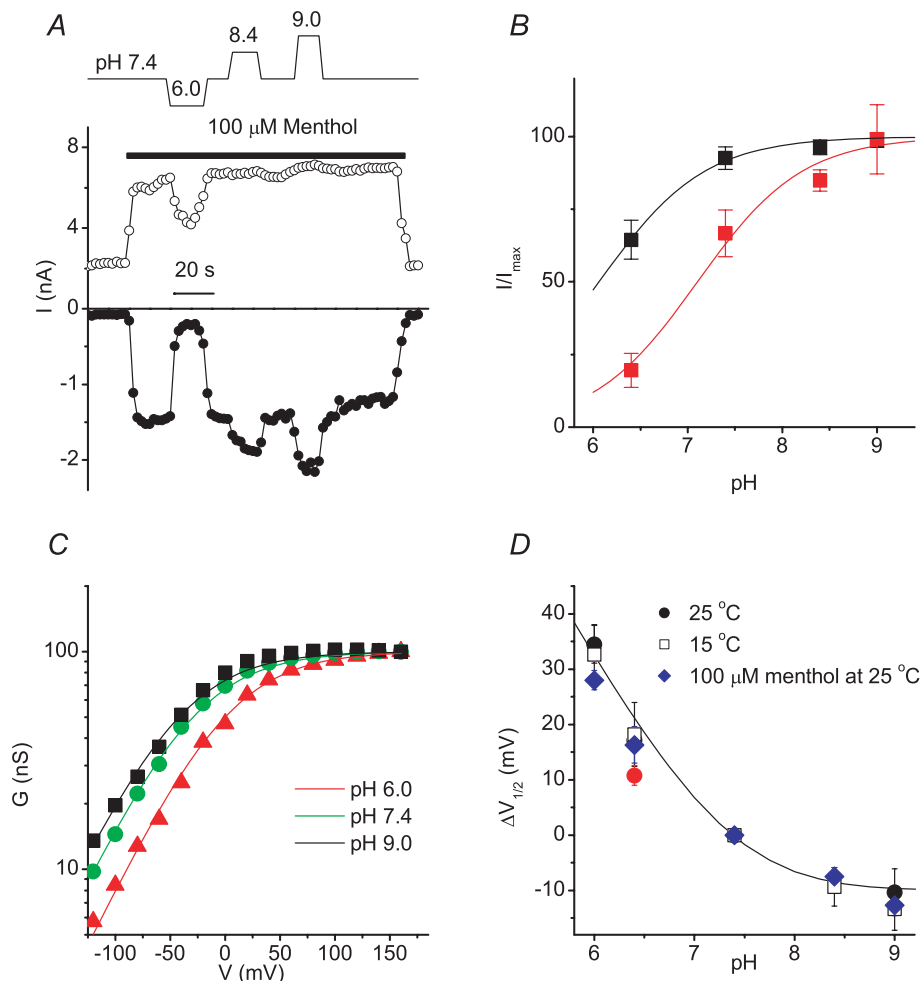 A
pH 7.4
6.0
8.4
9.0
100 μM Menthol
I (nA)
8
4
0
-1
-2
20 s
B
I/Imax
100
50
0
6
7
8
9
pH
C
G (nS)
100
10
pH 6.0
pH 7.4
pH 9.0
-100
-50
0
50
100
150
V (mV)
D
ΔV1/2 (mV)
40
30
20
10
0
-10
25 °C
15 °C
100 μM menthol at 25 °C
6
7
8
9
pH